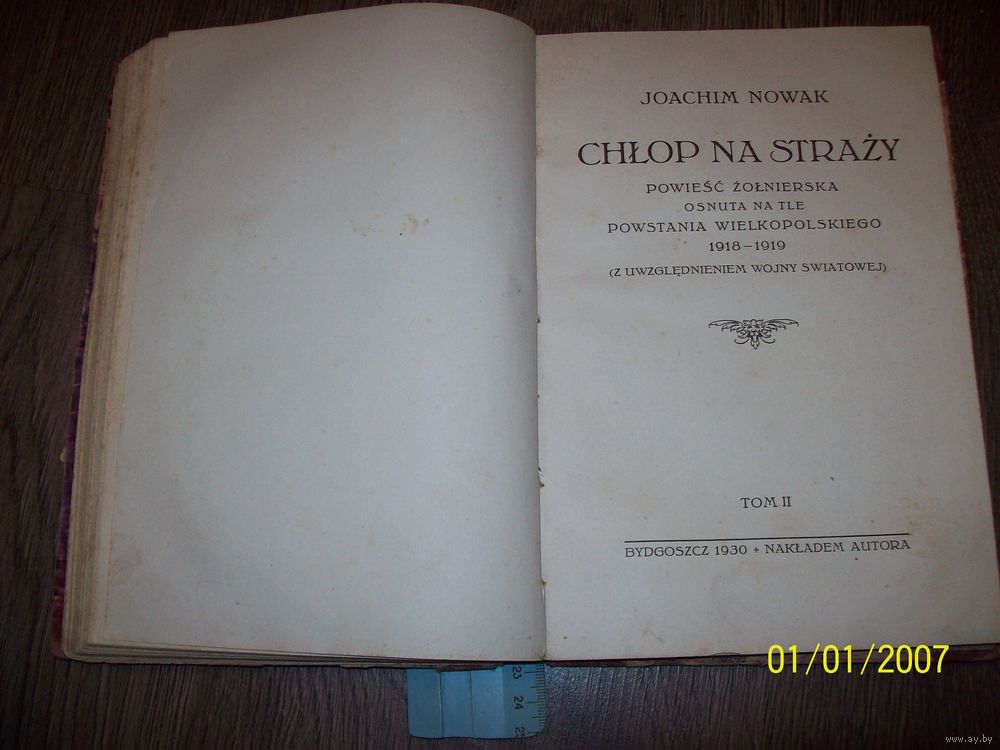 JOACHIM NOWAK
CHŁOP NA STRAŻY
POWIEŚĆ ŻOŁNIERSKA
OSNUTA NA TLE
POWSTANIA WIELKOPOLSKIEGO
1918–1919
(Z UWZGLĘDNIENIEM WOJNY SWIATOWEJ)
TOM II
BYDGOSZCZ 1930 + NAKŁADEM AUTORA
01/01/2007
23
24
www.ay.by